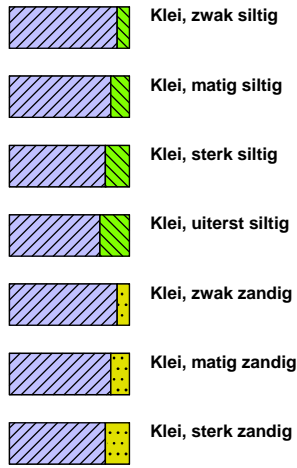 Klei, zwak siltig
Klei, matig siltig
Klei, sterk siltig
Klei, uiterst siltig
Klei, zwak zandig
Klei, matig zandig
Klei, sterk zandig